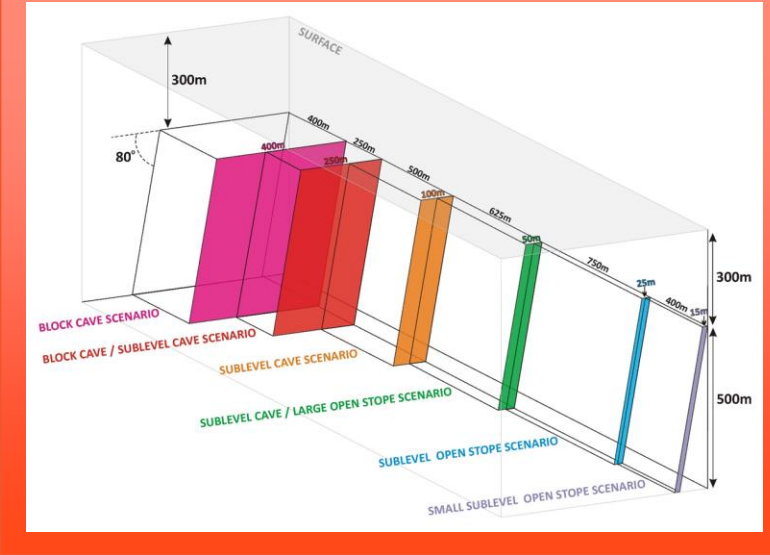 SURFACE
300m
80°
400m
250m
500m
625m
750m
400m
400m
250m
100m
50m
25m
15m
300m
500m
BLOCK CAVE SCENARIO
BLOCK CAVE / SUBLEVEL CAVE SCENARIO
SUBLEVEL CAVE SCENARIO
SUBLEVEL CAVE / LARGE OPEN STOPE SCENARIO
SUBLEVEL OPEN STOPE SCENARIO
SMALL SUBLEVEL OPEN STOPE SCENARIO